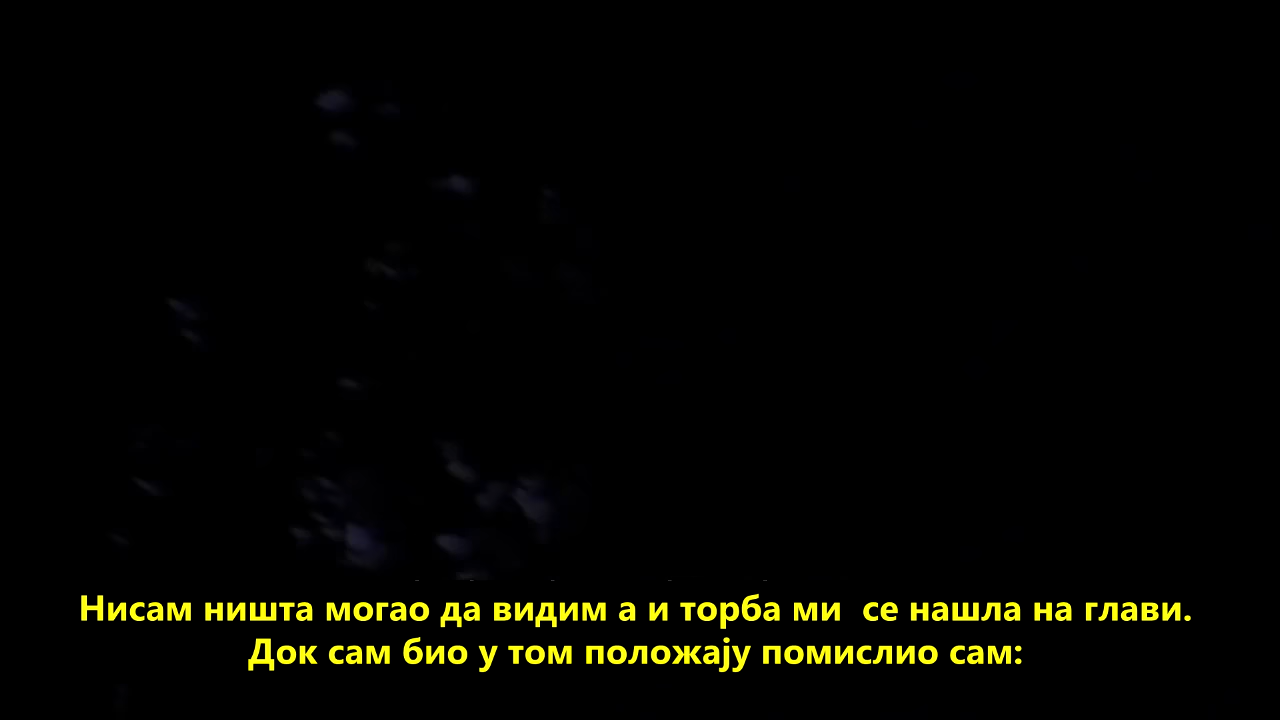 Нисам ништа могао да видим а и торба ми  се нашла на глави.
Док сам био у том положају помислио сам: